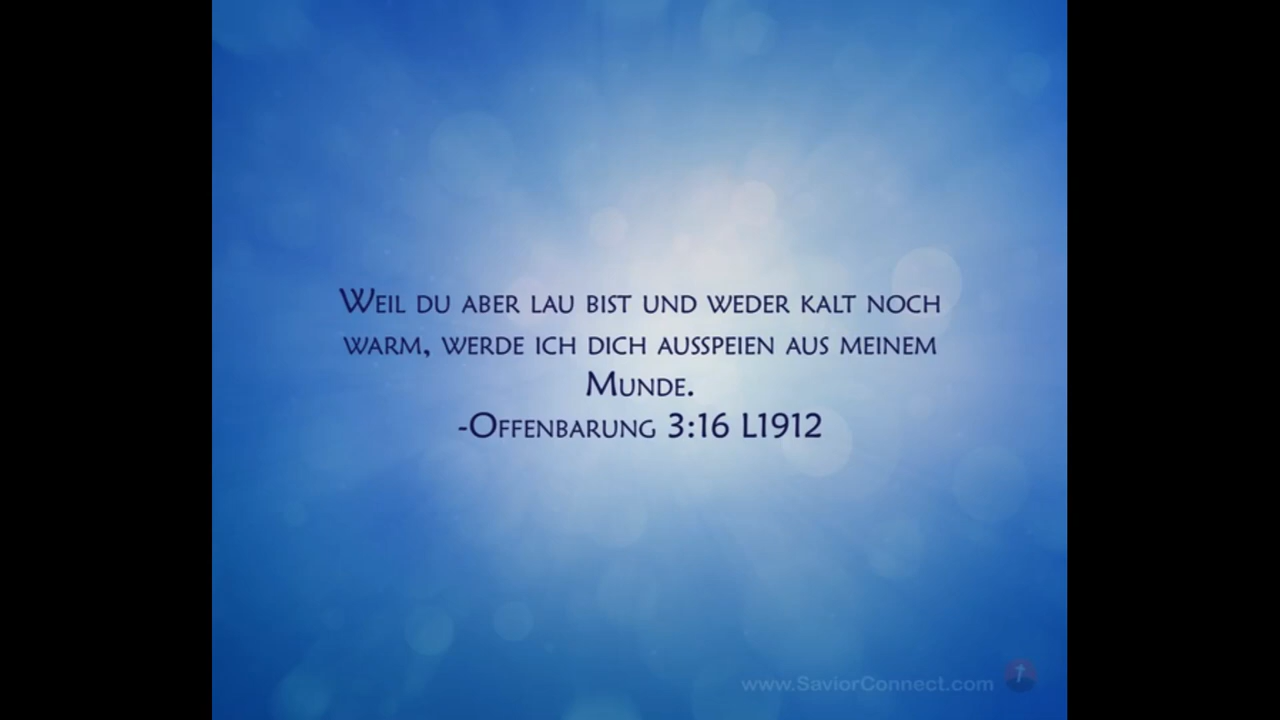 Weil du aber lau bist und weder kalt noch
warm, werde ich dich ausspeien aus meinem
Munde.
-Offenbarung 3:16 L1912
www.SaviorConnect.com